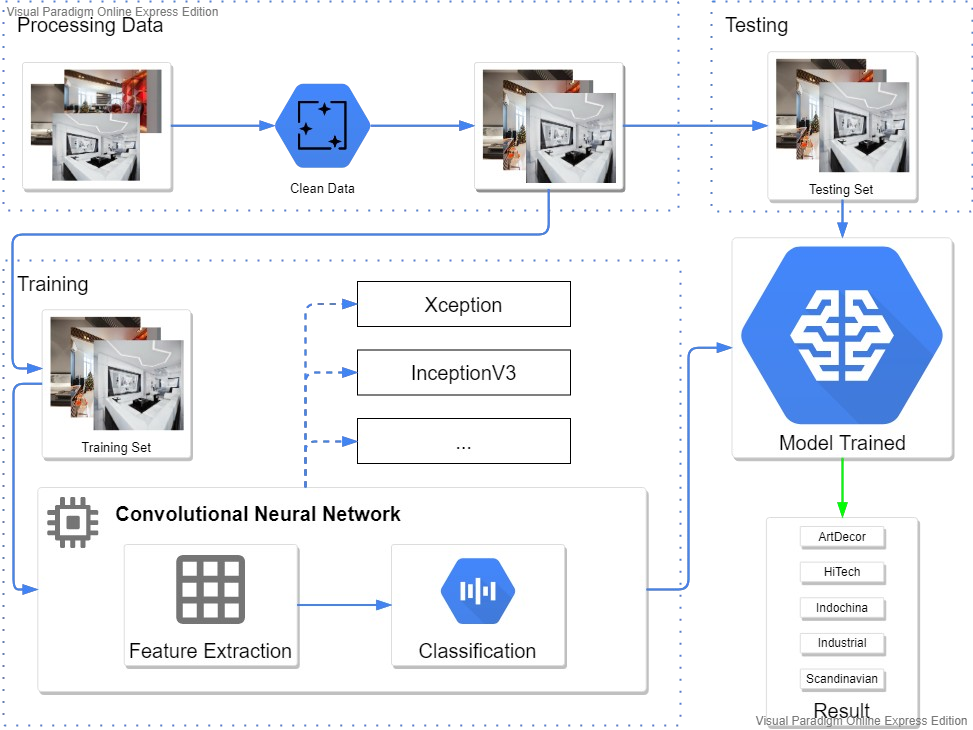 Visual Paradigm Online Express Edition
Processing Data
Testing
Clean Data
Testing Set
Training
Xception
InceptionV3
...
Training Set
Model Trained
Convolutional Neural Network
Feature Extraction
Classification
ArtDecor
HiTech
Indochina
Industrial
Scandinavian
Result
Visual Paradigm Online Express Edition